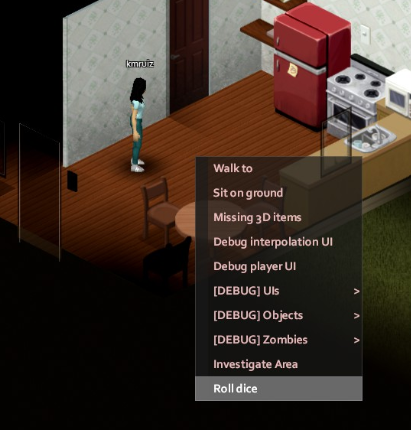 kmruiz
Walk to
Sit on ground
Missing 3D items
Debug interpolation UI
Debug player UI
[DEBUG] UIs >
[DEBUG] Objects >
[DEBUG] Zombies >
Investigate Area
Roll dice